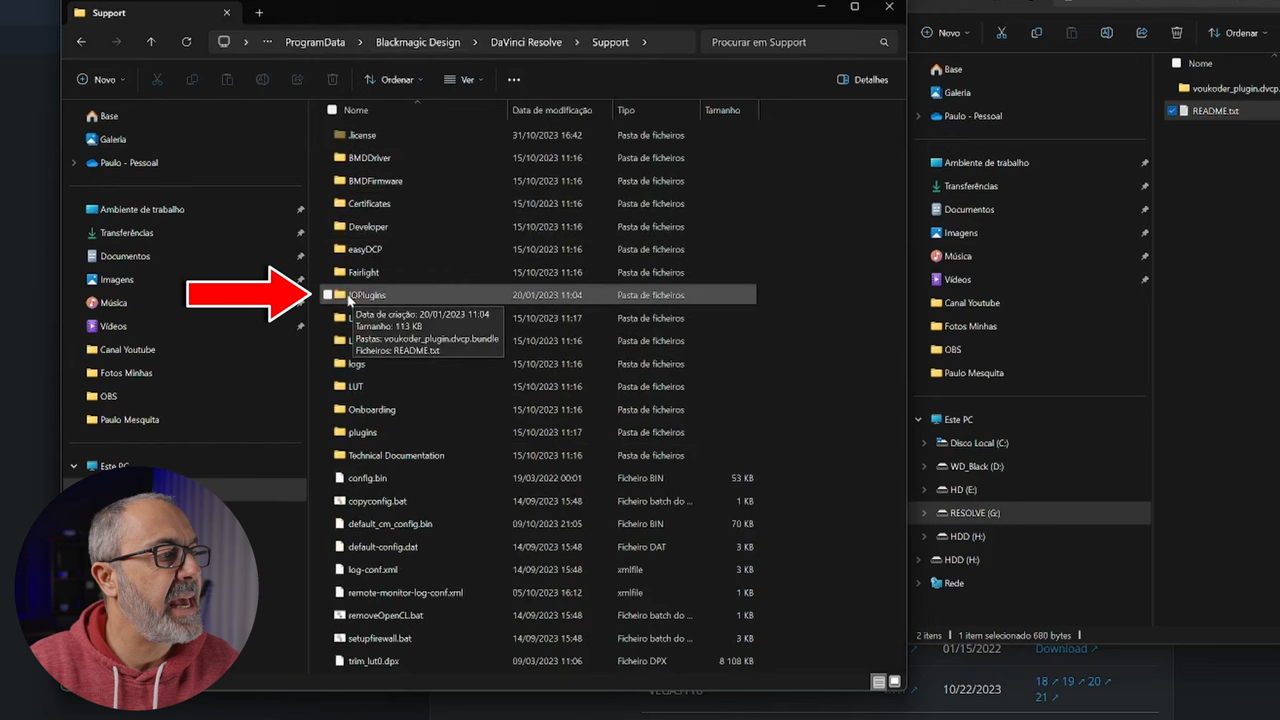 Support
ProgramData > Blackmagic Design > DaVinci Resolve > Support >
Procurar em Support
Novo
Ordenar
Ver
Detalhes
Base
Galeria
Paulo - Pessoal
Ambiente de trabalho
Transferências
Documentos
Imagens
Música
Vídeos
Canal Youtube
Fotos Minhas
OBS
Paulo Mesquita
Este PC
Nome Data de modificação Tipo Tamanho
.license 31/10/2023 16:42 Pasta de ficheiros
BMDDriver 15/10/2023 11:16 Pasta de ficheiros
BMDFirmware 15/10/2023 11:16 Pasta de ficheiros
Certificates 15/10/2023 11:16 Pasta de ficheiros
Developer 15/10/2023 11:16 Pasta de ficheiros
easyDCP 15/10/2023 11:16 Pasta de ficheiros
Fairlight 15/10/2023 11:16 Pasta de ficheiros
IOPlugins 20/01/2023 11:04 Pasta de ficheiros
15/10/2023 11:17 Pasta de ficheiros
15/10/2023 11:16 Pasta de ficheiros
Data de criação: 20/01/2023 11:04
Tamanho: 113 KB
Pastas: voukoder_plugin.dvcp.bundle
Ficheiros: README.txt
logs 15/10/2023 11:16 Pasta de ficheiros
LUT 15/10/2023 11:16 Pasta de ficheiros
Onboarding 15/10/2023 11:16 Pasta de ficheiros
plugins 15/10/2023 11:17 Pasta de ficheiros
Technical Documentation 15/10/2023 11:16 Pasta de ficheiros
config.bin 19/03/2022 00:01 Ficheiro BIN 53 KB
copyconfig.bat 14/09/2023 15:48 Ficheiro batch do ... 1 KB
default_cm_config.bin 09/10/2023 21:05 Ficheiro BIN 70 KB
default-config.dat 14/09/2023 15:48 Ficheiro DAT 3 KB
log-conf.xml 14/09/2023 15:48 xmlfile 3 KB
remote-monitor-log-conf.xml 05/10/2023 16:12 xmlfile 1 KB
removeOpenCL.bat 14/09/2023 15:48 Ficheiro batch do ... 1 KB
setupfirewall.bat 14/09/2023 15:48 Ficheiro batch do ... 3 KB
trim_lut0.dpx 09/03/2023 11:06 Ficheiro DPX 8 108 KB
Novo
Ordenar
Base
Galeria
Paulo - Pessoal
Ambiente de trabalho
Transferências
Documentos
Imagens
Música
Vídeos
Canal Youtube
Fotos Minhas
OBS
Paulo Mesquita
Este PC
Disco Local (C:)
WD_Black (D:)
HD (E:)
RESOLVE (G:)
HDD (H:)
HDD (H:)
Rede
Nome
voukoder_plugin.dvcp.
README.txt
2 itens | 1 item selecionado 680 bytes |
01/15/2022 Download ↗
10/22/2023 18 ↗ 19 ↗ 20 ↗
21 ↗